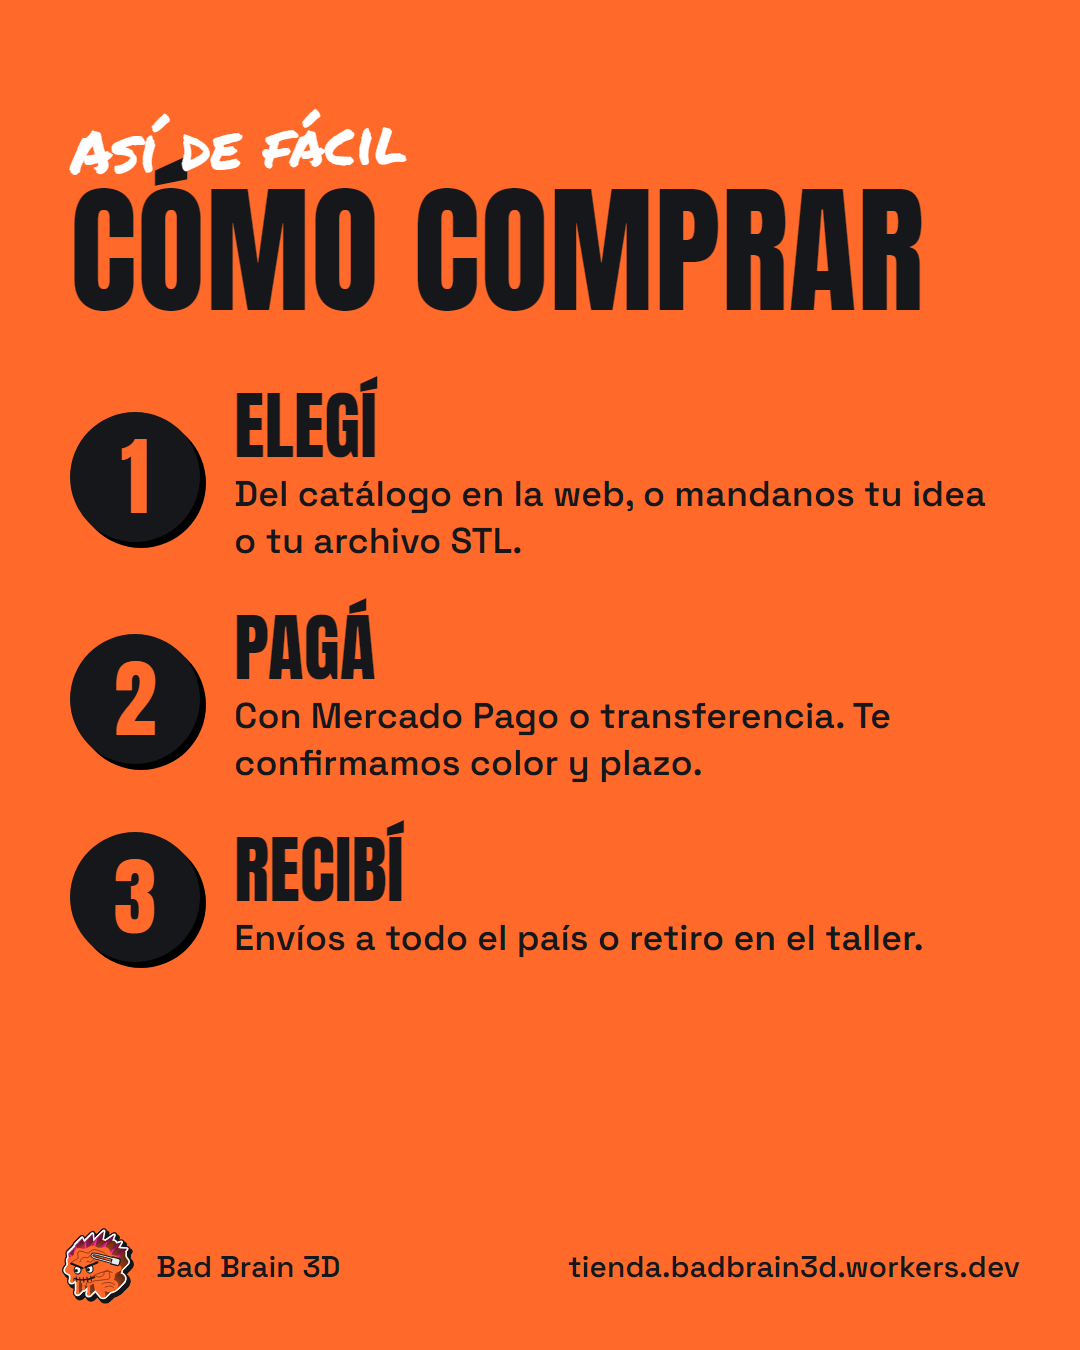 ASÍ DE FÁCIL
CÓMO COMPRAR
1
ELEGÍ
Del catálogo en la web, o mandanos tu idea
o tu archivo STL.
2
PAGÁ
Con Mercado Pago o transferencia. Te
confirmamos color y plazo.
3
RECIBÍ
Envíos a todo el país o retiro en el taller.
Bad Brain 3D
tienda.badbrain3d.workers.dev